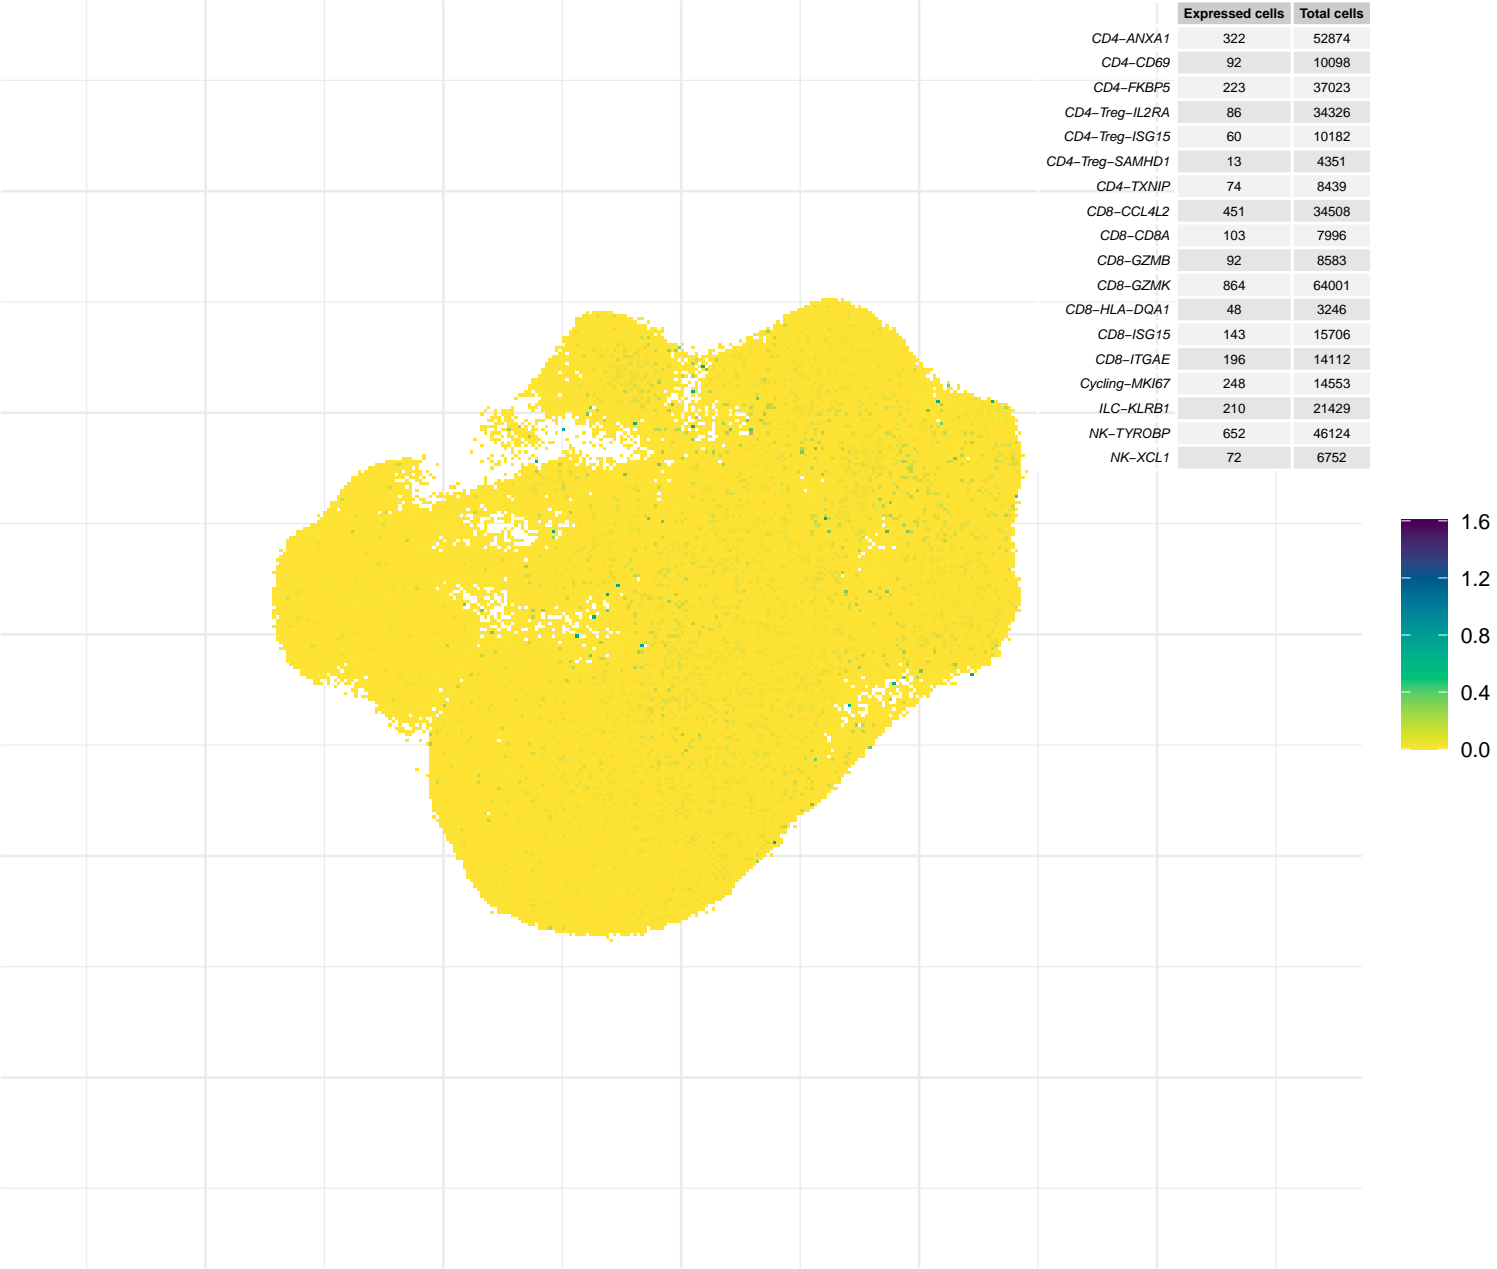 Expressed cells Total cells
CD4−ANXA1 322 52874
CD4−CD69 92 10098
CD4−FKBP5 223 37023
CD4−Treg−IL2RA 86 34326
CD4−Treg−ISG15 60 10182
CD4−Treg−SAMHD1 13 4351
CD4−TXNIP 74 8439
CD8−CCL4L2 451 34508
CD8−CD8A 103 7996
CD8−GZMB 92 8583
CD8−GZMK 864 64001
CD8−HLA−DQA1 48 3246
CD8−ISG15 143 15706
CD8−ITGAE 196 14112
Cycling−MKI67 248 14553
ILC−KLRB1 210 21429
NK−TYROBP 652 46124
NK−XCL1 72 6752
1.6
1.2
0.8
0.4
0.0